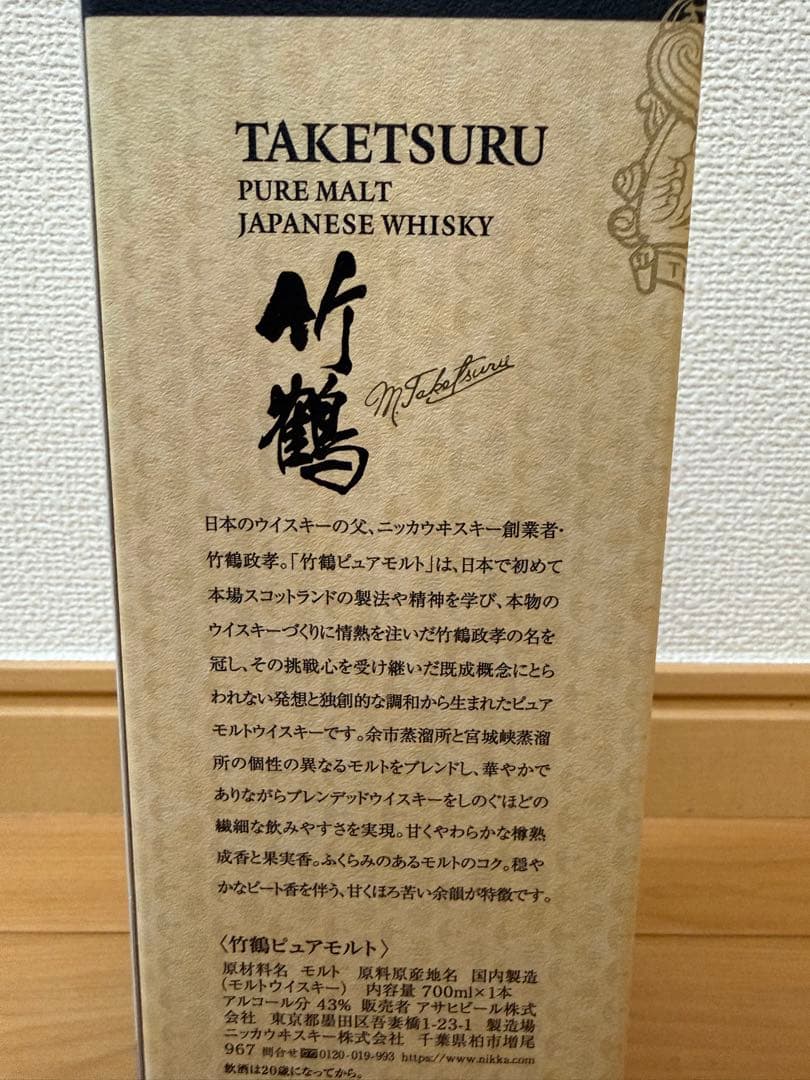 TAKETSURU
PURE MALT
JAPANESE WHISKY
竹鶴
M.Taketsuru
日本のウイスキーの父、ニッカウヰスキー創業者・
竹鶴政孝。「竹鶴ピュアモルト」は、日本で初めて
本場スコットランドの製法や精神を学び、本物の
ウイスキーづくりに情熱を注いだ竹鶴政孝の名を
冠し、その挑戦心を受け継いだ既成概念にとら
われない発想と独創的な調和から生まれたピュア
モルトウイスキーです。余市蒸溜所と宮城峡蒸溜
所の個性の異なるモルトをブレンドし、華やかで
ありながらブレンデッドウイスキーをしのぐほどの
繊細な飲みやすさを実現。甘くやわらかな樽熟
成香と果実香。ふくらみのあるモルトのコク。穏や
かなピート香を伴う、甘くほろ苦い余韻が特徴です。
〈竹鶴ピュアモルト〉
原材料名 モルト 原料原産地名 国内製造
(モルトウイスキー) 内容量 700ml×1本
アルコール分 43% 販売者 アサヒビール株式
会社 東京都墨田区吾妻橋1-23-1 製造場
ニッカウヰスキー株式会社 千葉県柏市増尾
967 問合せ 0120-019-993 https://www.nikka.com
飲酒は20歳になってから。
T